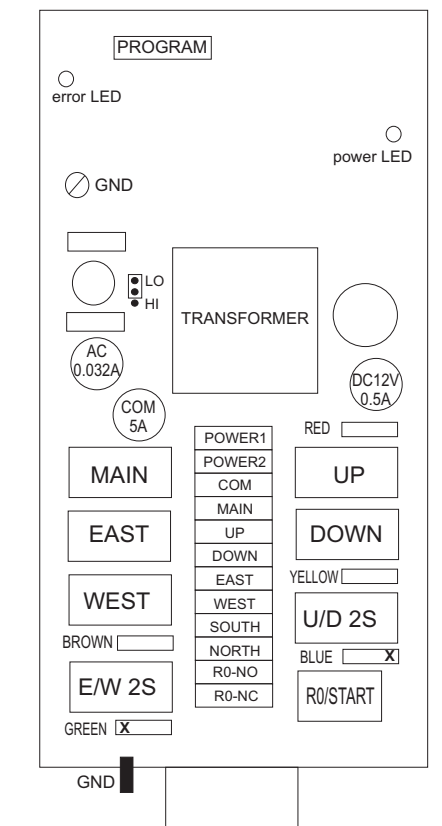 PROGRAM
error LED
power LED
GND
LO
HI
TRANSFORMER
AC
0.032A
DC12V
0.5A
COM
5A
RED
POWER1
POWER2
COM
MAIN
UP
DOWN
EAST
WEST
SOUTH
NORTH
R0-NO
R0-NC
MAIN
EAST
WEST
BROWN
E/W 2S
GREEN X
UP
DOWN
YELLOW
U/D 2S
BLUE X
R0/START
GND